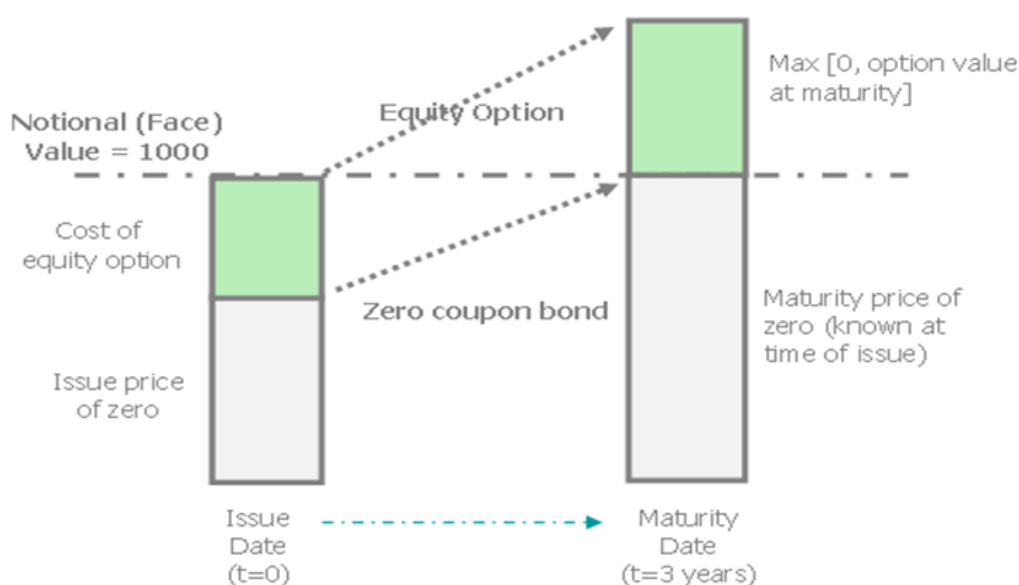 Max [0, option value
at maturity]
Equity Option
Notional (Face)
Value = 1000
Cost of
equity option
Zero coupon bond
Maturity price of
zero (known at
time of issue)
Issue price
of zero
Issue
Date
(t=0)
Maturity
Date
(t=3 years)